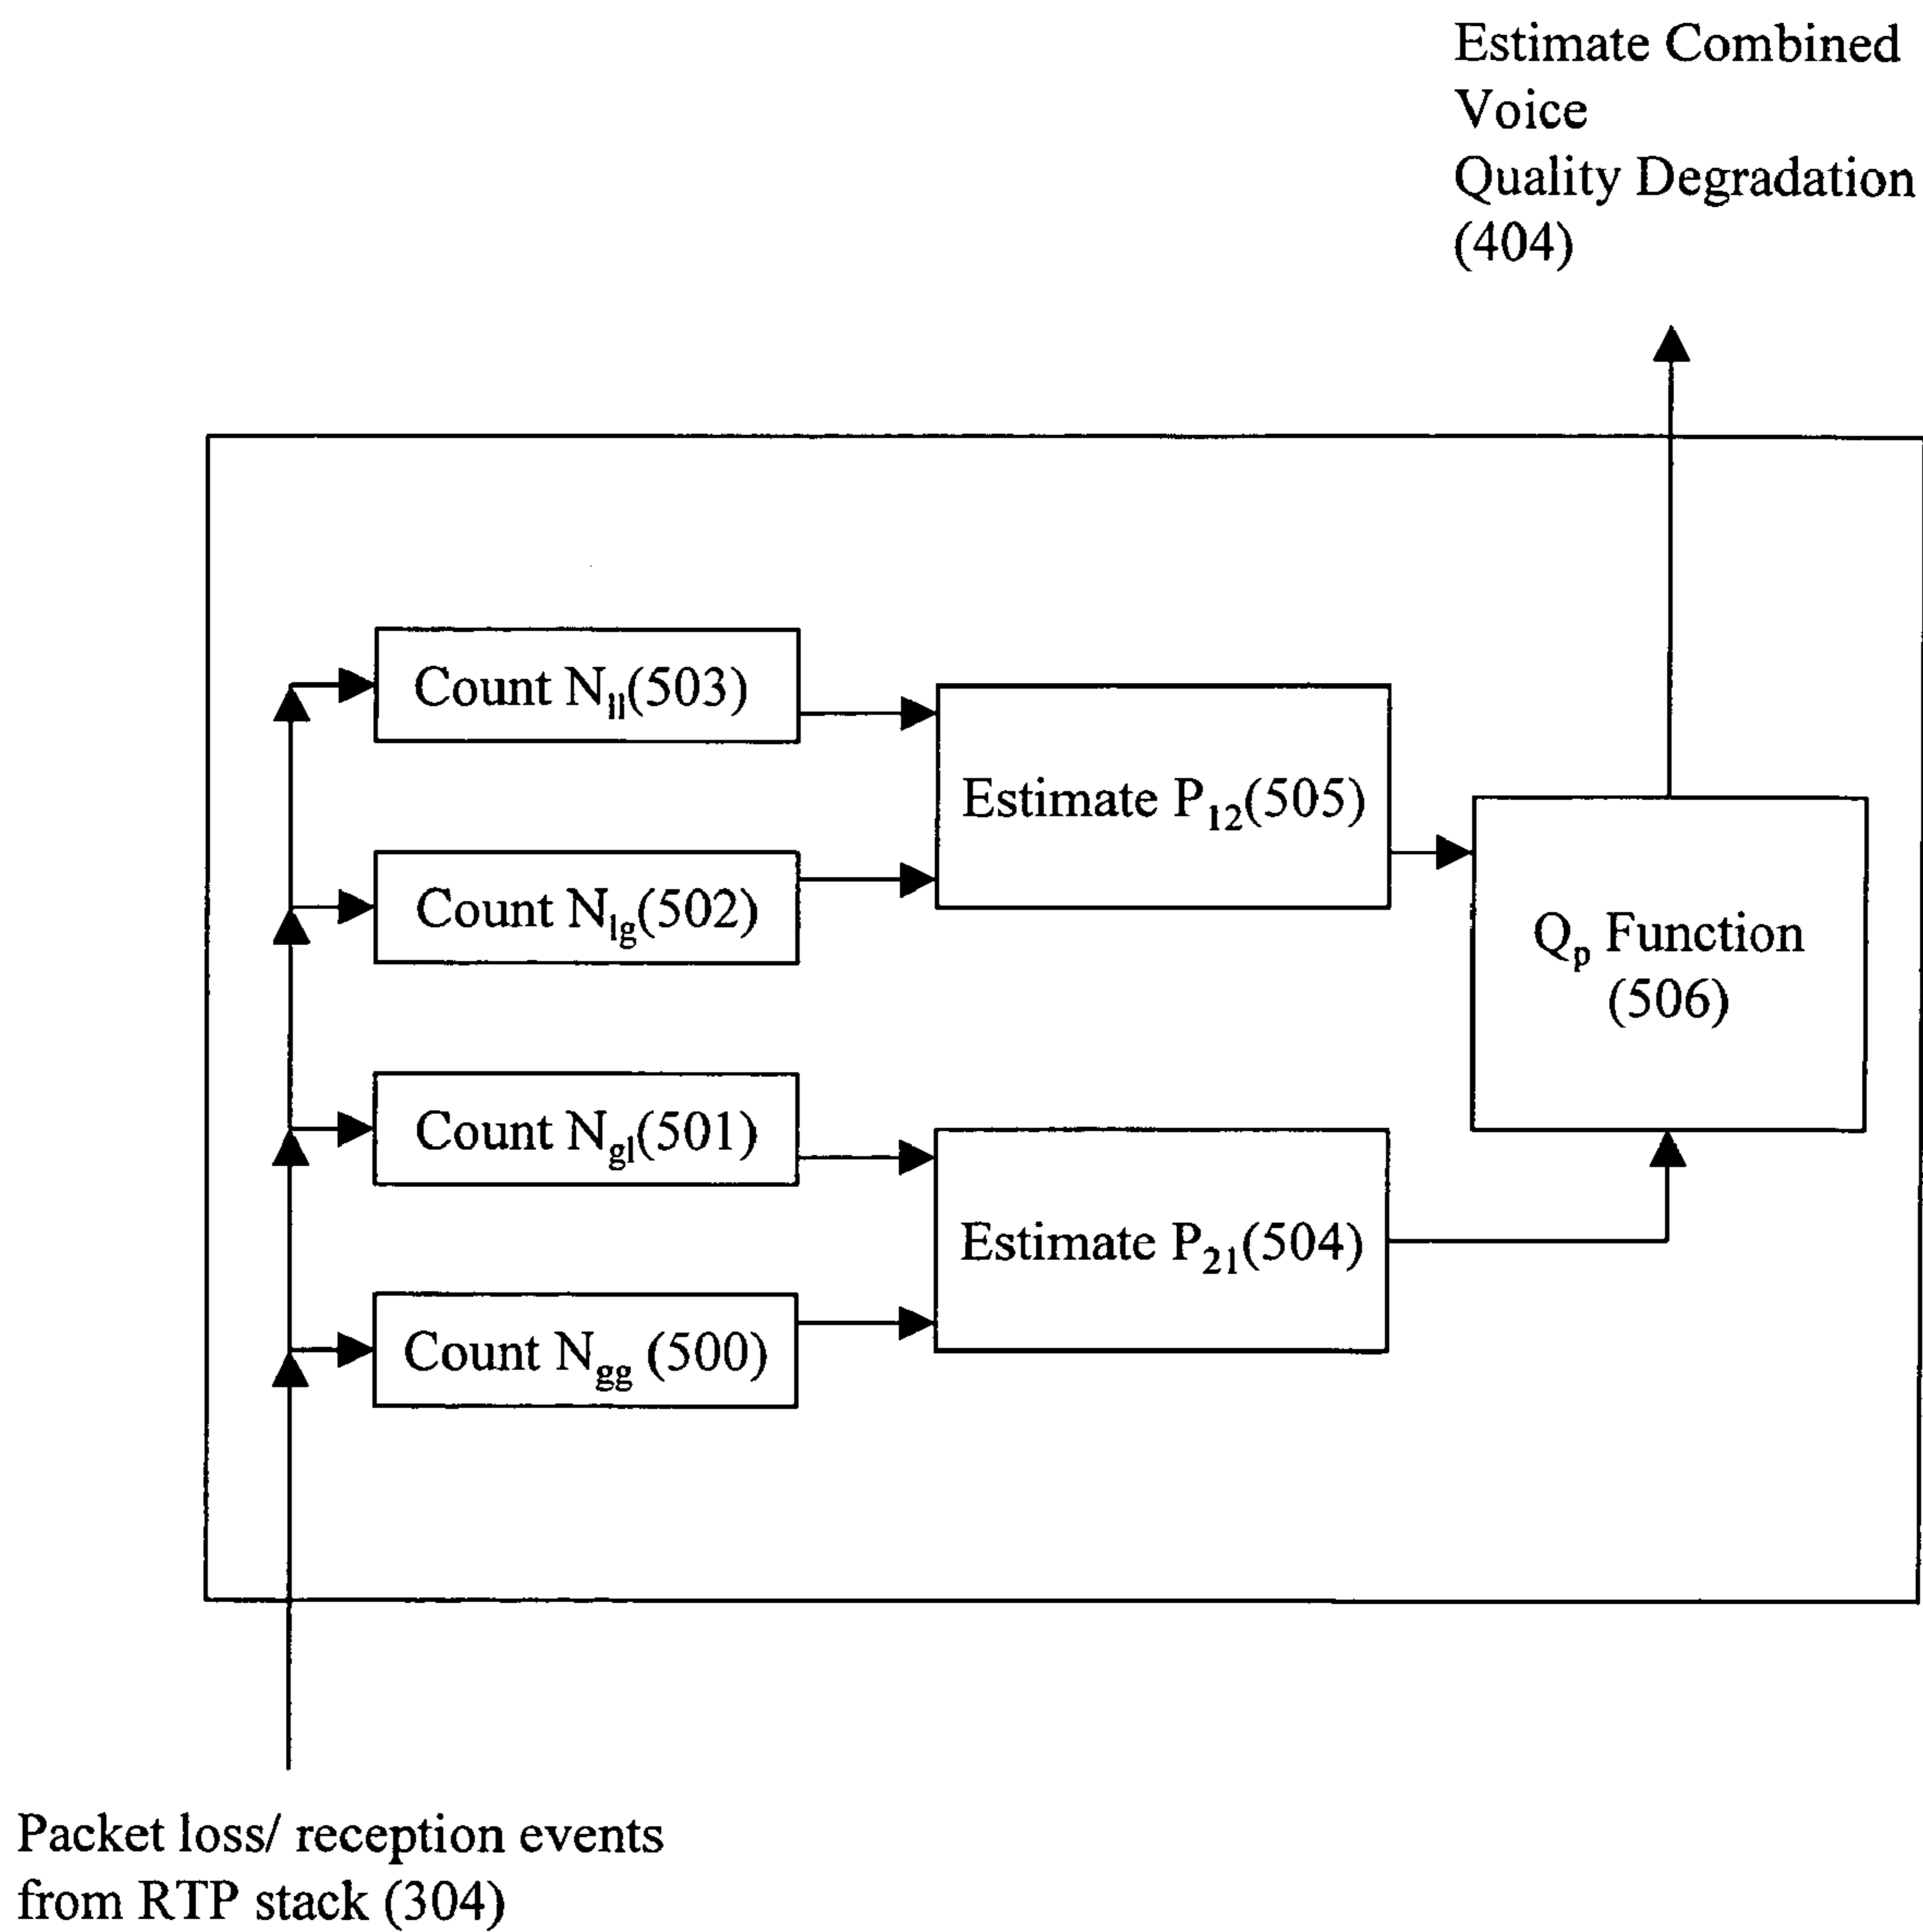 Estimate Combined
Voice
Quality Degradation
(404)
Count N_ll(503)
Estimate P_12(505)
Count N_lg(502)
Q_p Function
(506)
Count N_gl(501)
Estimate P_21(504)
Count N_gg (500)
Packet loss/ reception events
from RTP stack (304)